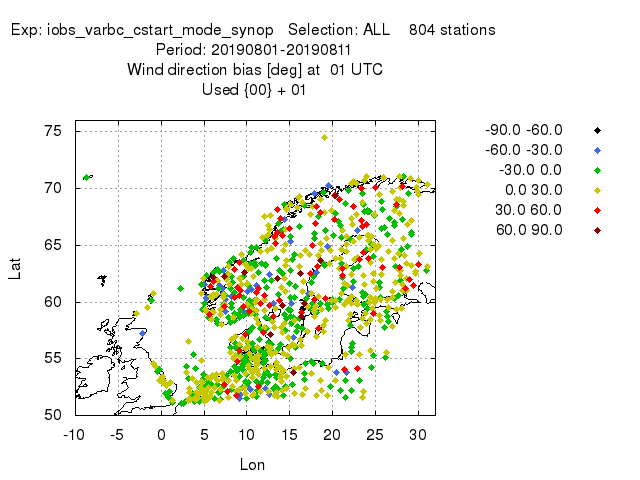 Exp: iobs_varbc_cstart_mode_synop Selection: ALL 804 stations
Period: 20190801-20190811
Wind direction bias [deg] at 01 UTC
Used {00} + 01
-90.0 -60.0
-60.0 -30.0
-30.0 0.0
0.0 30.0
30.0 60.0
60.0 90.0
75
70
65
60
55
50
Lat
-10 -5 0 5 10 15 20 25 30
Lon